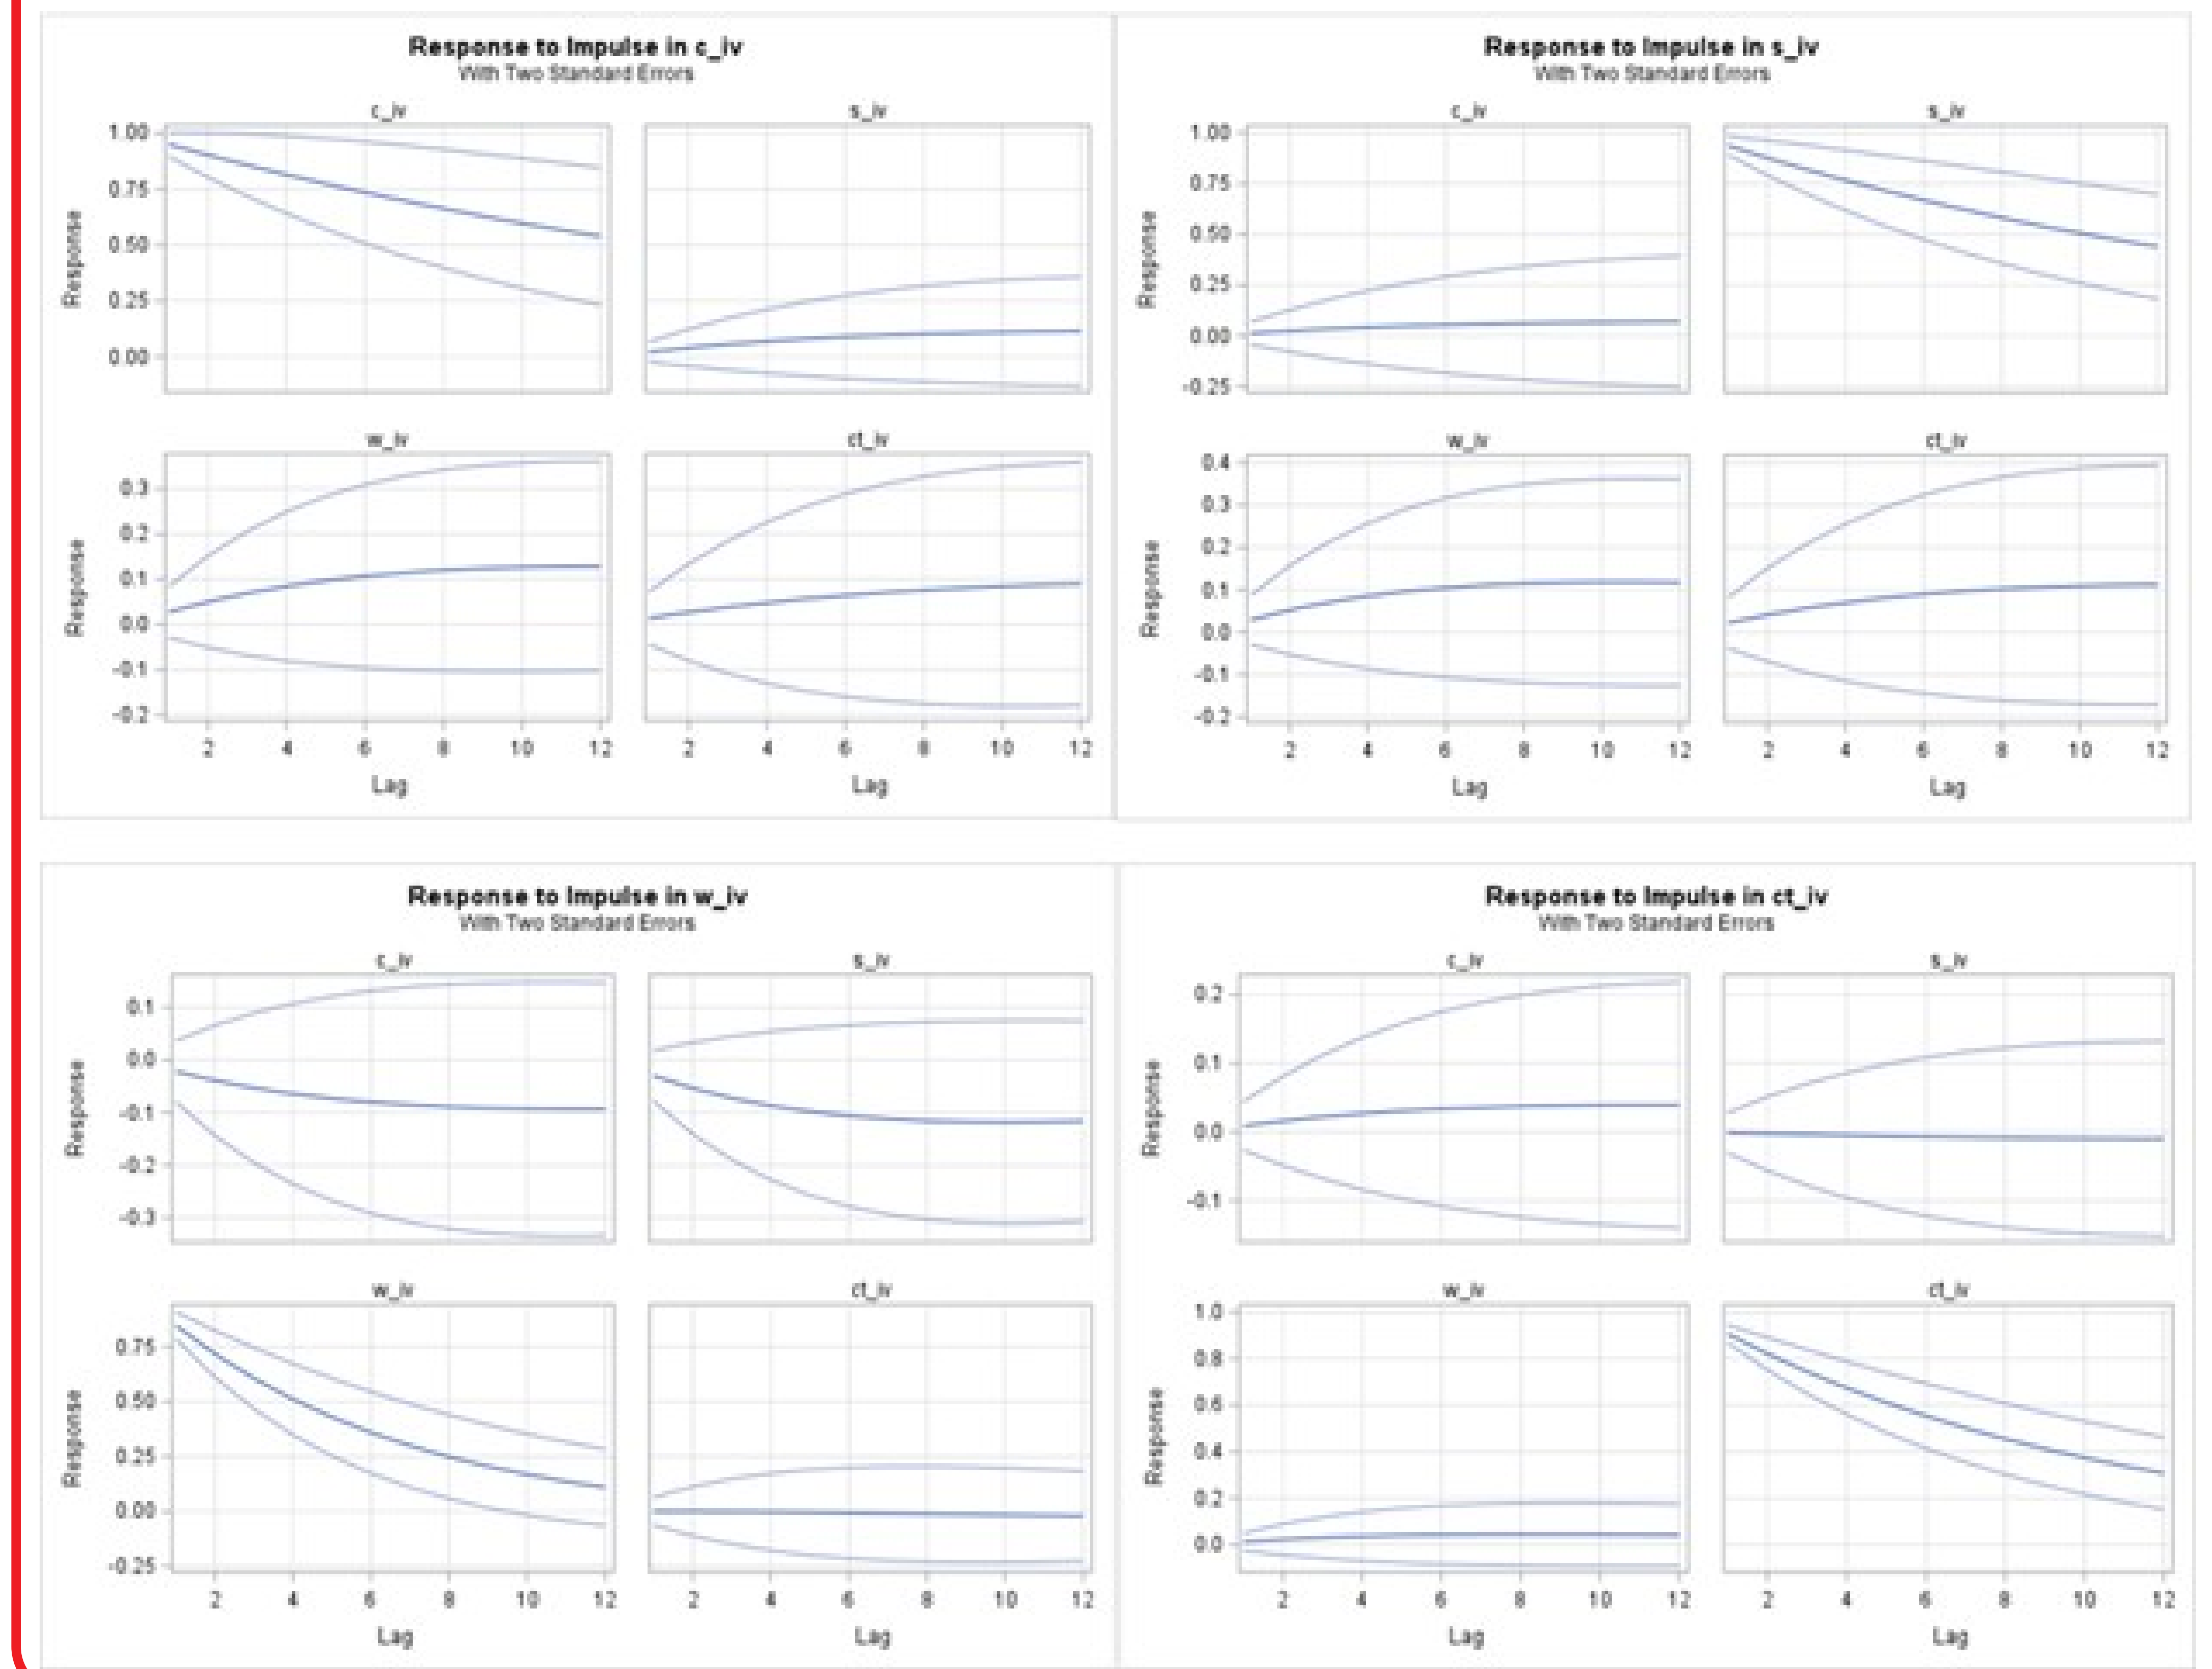 Response to Impulse in c_iv
With Two Standard Errors
c_iv
s_iv
Response
1.00
0.75
0.50
0.25
0.00
w_iv
ct_iv
Response
0.3
0.2
0.1
0.0
-0.1
-0.2
2 4 6 8 10 12
2 4 6 8 10 12
Lag
Lag
Response to Impulse in s_iv
With Two Standard Errors
c_iv
s_iv
Response
1.00
0.75
0.50
0.25
0.00
-0.25
w_iv
ct_iv
Response
0.4
0.3
0.2
0.1
0.0
-0.1
-0.2
2 4 6 8 10 12
2 4 6 8 10 12
Lag
Lag
Response to Impulse in w_iv
With Two Standard Errors
c_iv
s_iv
Response
0.1
0.0
-0.1
-0.2
-0.3
w_iv
ct_iv
Response
0.75
0.50
0.25
0.00
-0.25
2 4 6 8 10 12
2 4 6 8 10 12
Lag
Lag
Response to Impulse in ct_iv
With Two Standard Errors
c_iv
s_iv
Response
0.2
0.1
0.0
-0.1
w_iv
ct_iv
Response
1.0
0.8
0.6
0.4
0.2
0.0
2 4 6 8 10 12
2 4 6 8 10 12
Lag
Lag